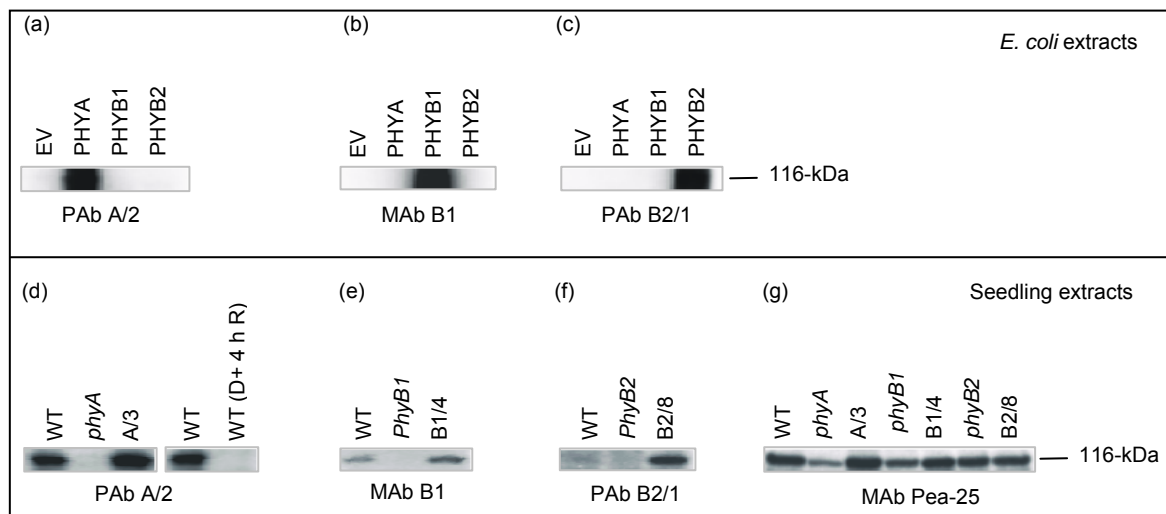 (a) (b) (c) E. coli extracts
EV PHYA PHYB1 PHYB2 EV PHYA PHYB1 PHYB2 EV PHYA PHYB1 PHYB2
116-kDa
PAb A/2 MAb B1 PAb B2/1
(d) (e) (f) (g) Seedling extracts
WT phyA A/3 WT WT (D+ 4 h R) WT PhyB1 B1/4 WT PhyB2 B2/8 WT phyA A/3 phyB1 B1/4 phyB2 B2/8
116-kDa
PAb A/2 MAb B1 PAb B2/1 MAb Pea-25